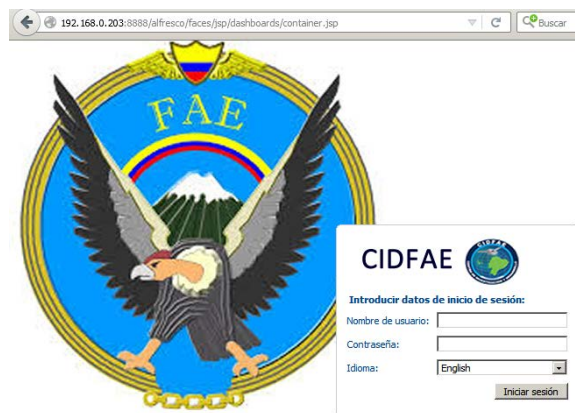 192.168.0.203:8888/alfresco/faces/jsp/dashboards/container.jsp
Buscar
FAE
CIDFAE
CIDFAE
Introducir datos de inicio de sesión:
Nombre de usuario:
Contraseña:
Idioma: English
Iniciar sesión